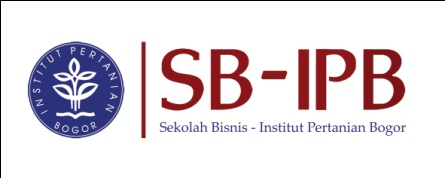 INSTITUT PERTANIAN
BOGOR
SB-IPB
Sekolah Bisnis - Institut Pertanian Bogor